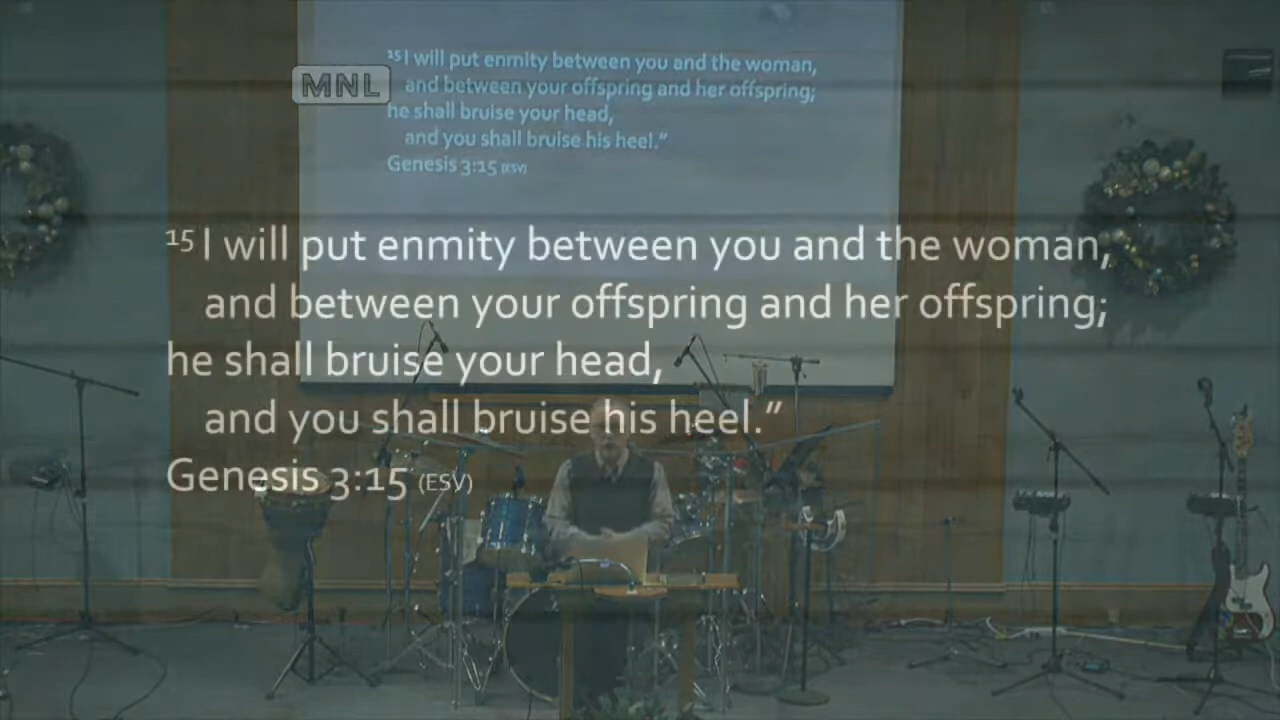 MNL
15 I will put enmity between you and the woman,
and between your offspring and her offspring;
he shall bruise your head,
and you shall bruise his heel.”
Genesis 3:15 (ESV)
15 I will put enmity between you and the woman,
and between your offspring and her offspring;
he shall bruise your head,
and you shall bruise his heel.”
Genesis 3:15 (ESV)